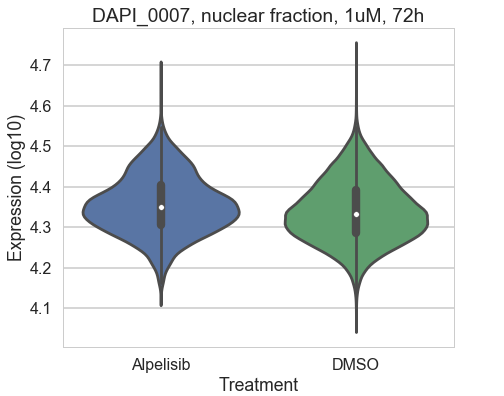 DAPI_0007, nuclear fraction, 1uM, 72h
Expression (log10)
4.7
4.6
4.5
4.4
4.3
4.2
4.1
Alpelisib DMSO
Treatment